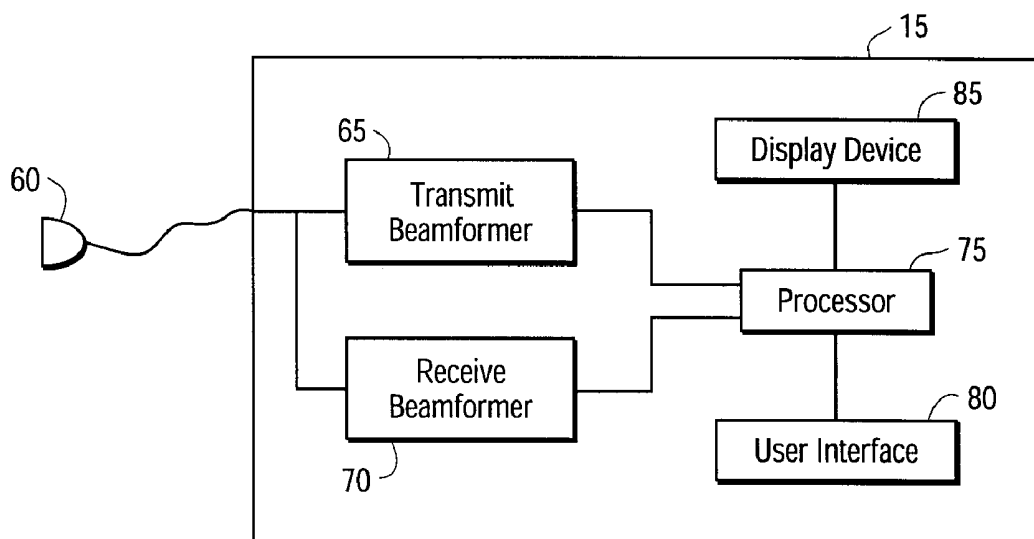 15
85
65
Display Device
60
Transmit
Beamformer
75
Processor
Receive
Beamformer
80
70
User Interface